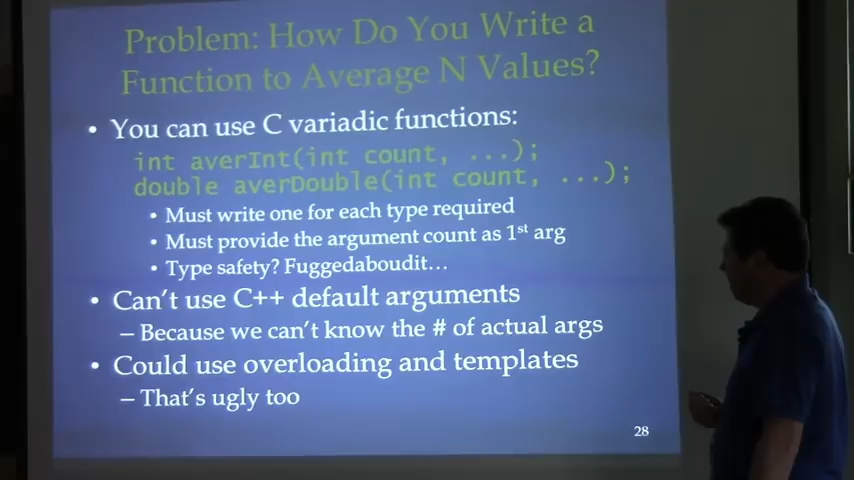 Problem: How Do You Write a
Function to Average N Values?
• You can use C variadic functions:
int averInt(int count, ...);
double averDouble(int count, ...);
• Must write one for each type required
• Must provide the argument count as 1st arg
• Type safety? Fuggedaboudit…
• Can't use C++ default arguments
– Because we can't know the # of actual args
• Could use overloading and templates
– That's ugly too
28